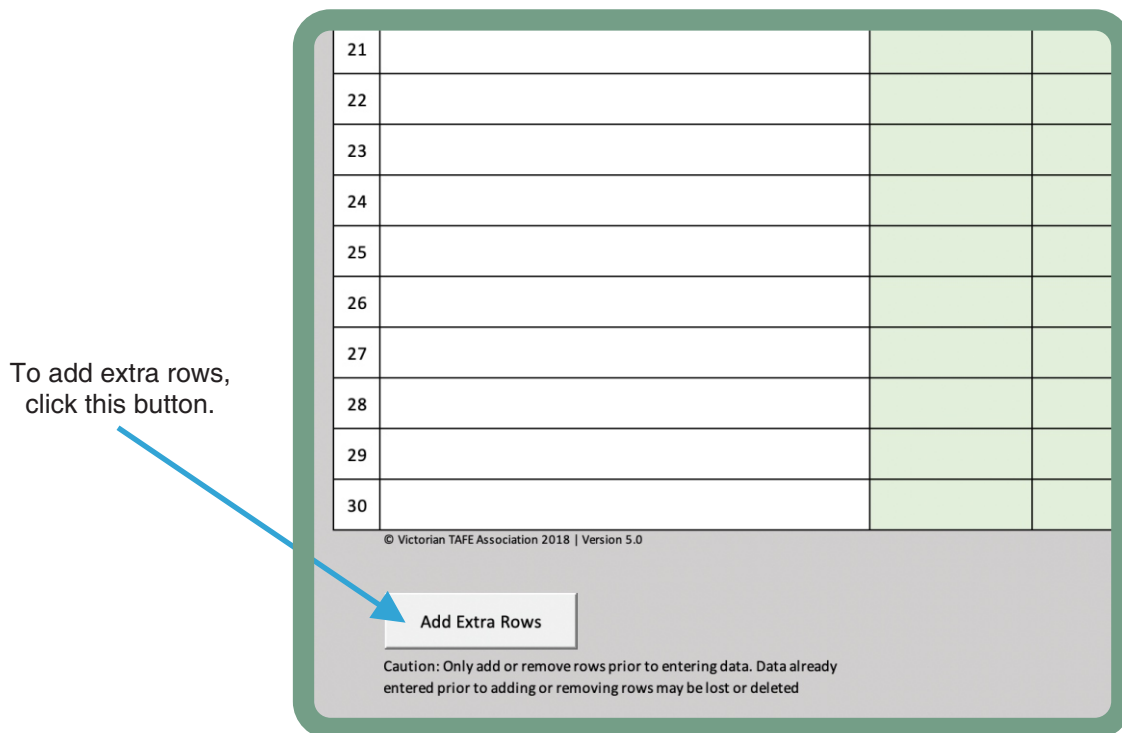 21
22
23
24
25
26
27
To add extra rows,
click this button.
28
29
30
© Victorian TAFE Association 2018 | Version 5.0
Add Extra Rows
Caution: Only add or remove rows prior to entering data. Data already
entered prior to adding or removing rows may be lost or deleted